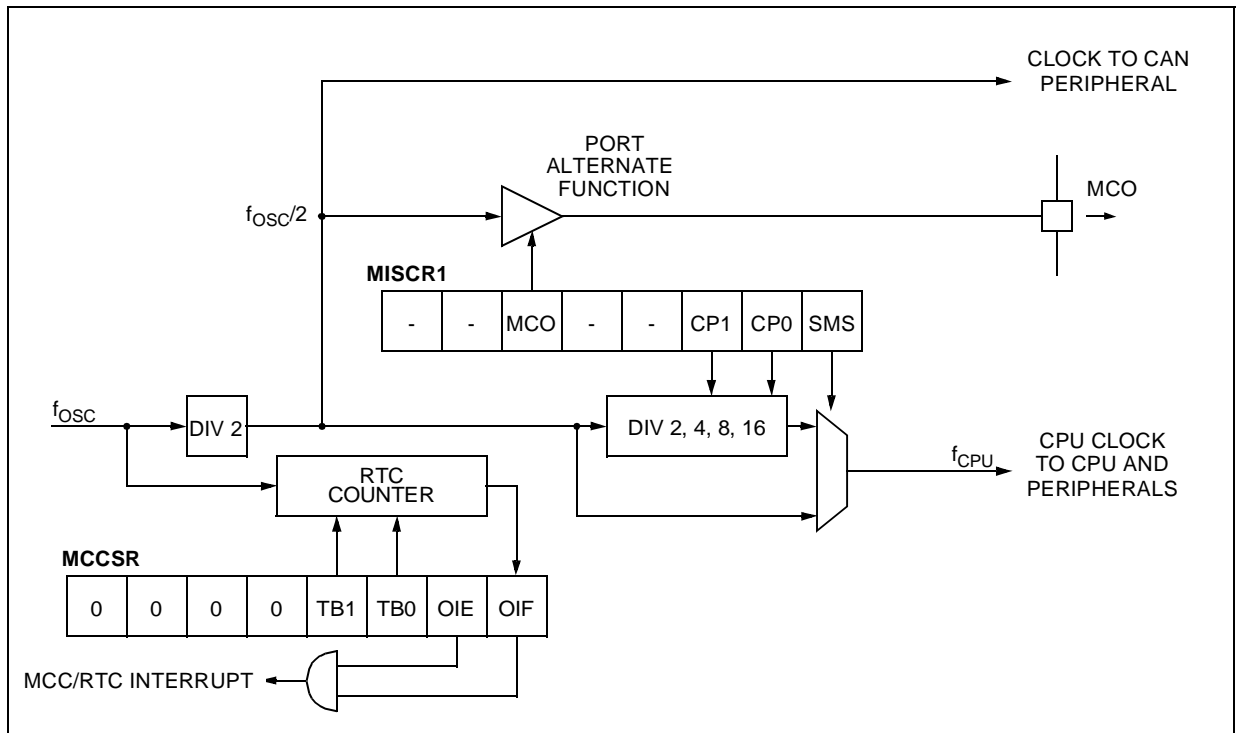 CLOCK TO CAN
PERIPHERAL
PORT
ALTERNATE
FUNCTION
MCO
fOSC/2
MISCR1
- - MCO - - CP1 CP0 SMS
fOSC
DIV 2
DIV 2, 4, 8, 16
fCPU
CPU CLOCK
TO CPU AND
PERIPHERALS
RTC
COUNTER
MCCSR
0 0 0 0 TB1 TB0 OIE OIF
MCC/RTC INTERRUPT